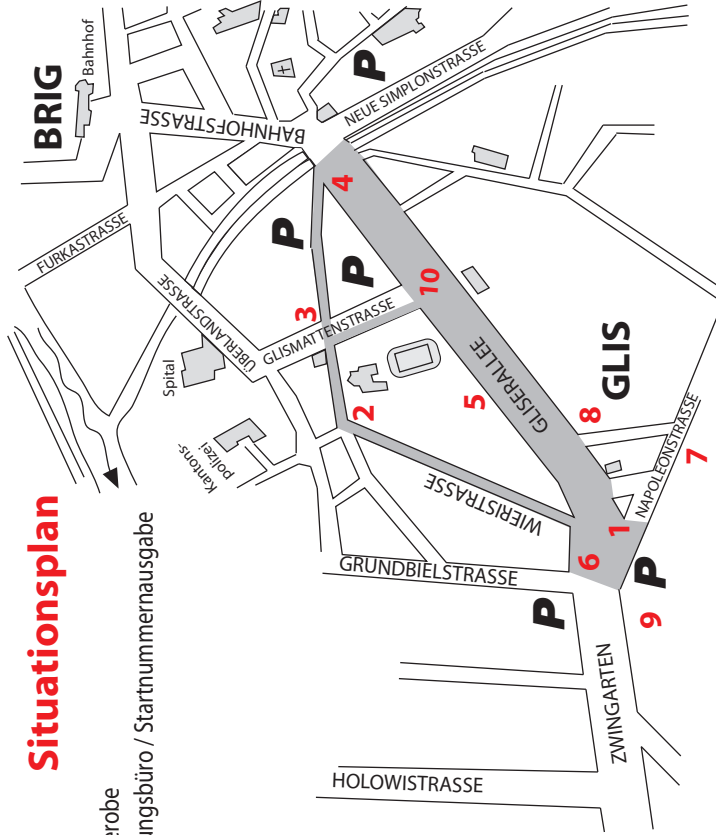 Situationsplan
erobe
ungsbüro / Startnummernausgabe
BRIG
Bahnhof
FURKASTRASSE
BAHNHOFSTRASSE
P
NEUE SIMPLONSTRASSE
ÜBERLANDSTRASSE
Spital
Kantons-
polizei
P
P
4
3
GLISMATTENSTRASSE
10
2
5
GLISERALLEE
8
GLIS
WIERISTRASSE
7
NAPOLEONSTRASSE
1
6
P
GRUNDBIELSTRASSE
P
9
ZWINGARTEN
HOLOWISTRASSE